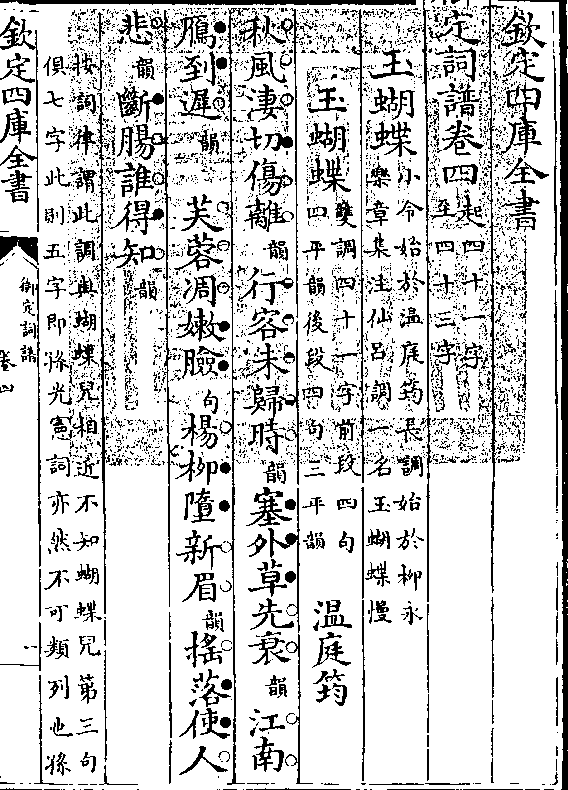 欽定四庫全書
定詞譜卷四起四十一字至四十三字
玉蝴蝶小令始於温庭筠長調始於柳永樂章集注仙呂調一名玉蝴蝶慢
玉蝴蝶雙調四十一字前段四句四平韻後段四句三平韻 温庭筠
秋風淒切傷離韻行客未歸時韻塞外草先衰韻江南
鴈到遲韻 芙蓉凋嫩臉句楊柳墮新眉韻搖落使人
悲韻斷腸誰得知韻
按詞律謂此調與蝴蝶兒相近不知蝴蝶兒第三句
俱七字此則五字即孫光憲詞亦然不可類列也孫
欽定四庫全書
御定詞譜
卷四
一